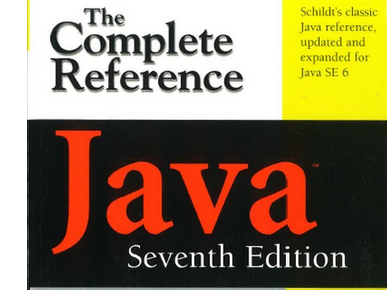 The
Complete
Reference
Schildt's classic
Java reference,
updated and
expanded for
Java SE 6
Java™
Seventh Edition